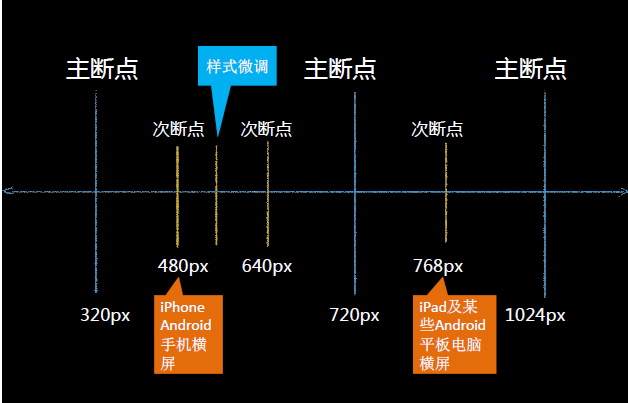 主断点
样式微调
主断点
主断点
次断点
次断点
次断点
480px
640px
768px
320px
720px
1024px
iPhone
Android
手机横
屏
iPad及某
些Android
平板电脑
横屏